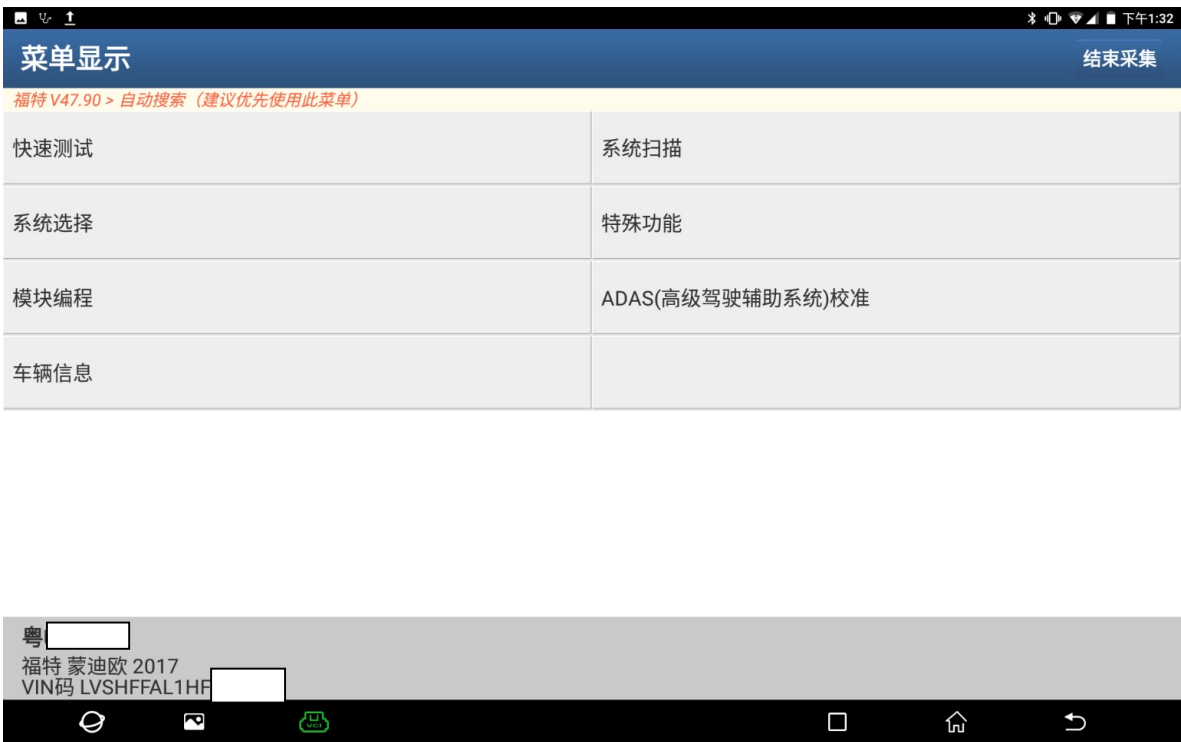 下午1:32
菜单显示
结束采集
福特 V47.90 > 自动搜索（建议优先使用此菜单）
快速测试
系统扫描
系统选择
特殊功能
模块编程
ADAS(高级驾驶辅助系统)校准
车辆信息
粤
福特 蒙迪欧 2017
VIN码 LVSHFFAL1HF
VCI